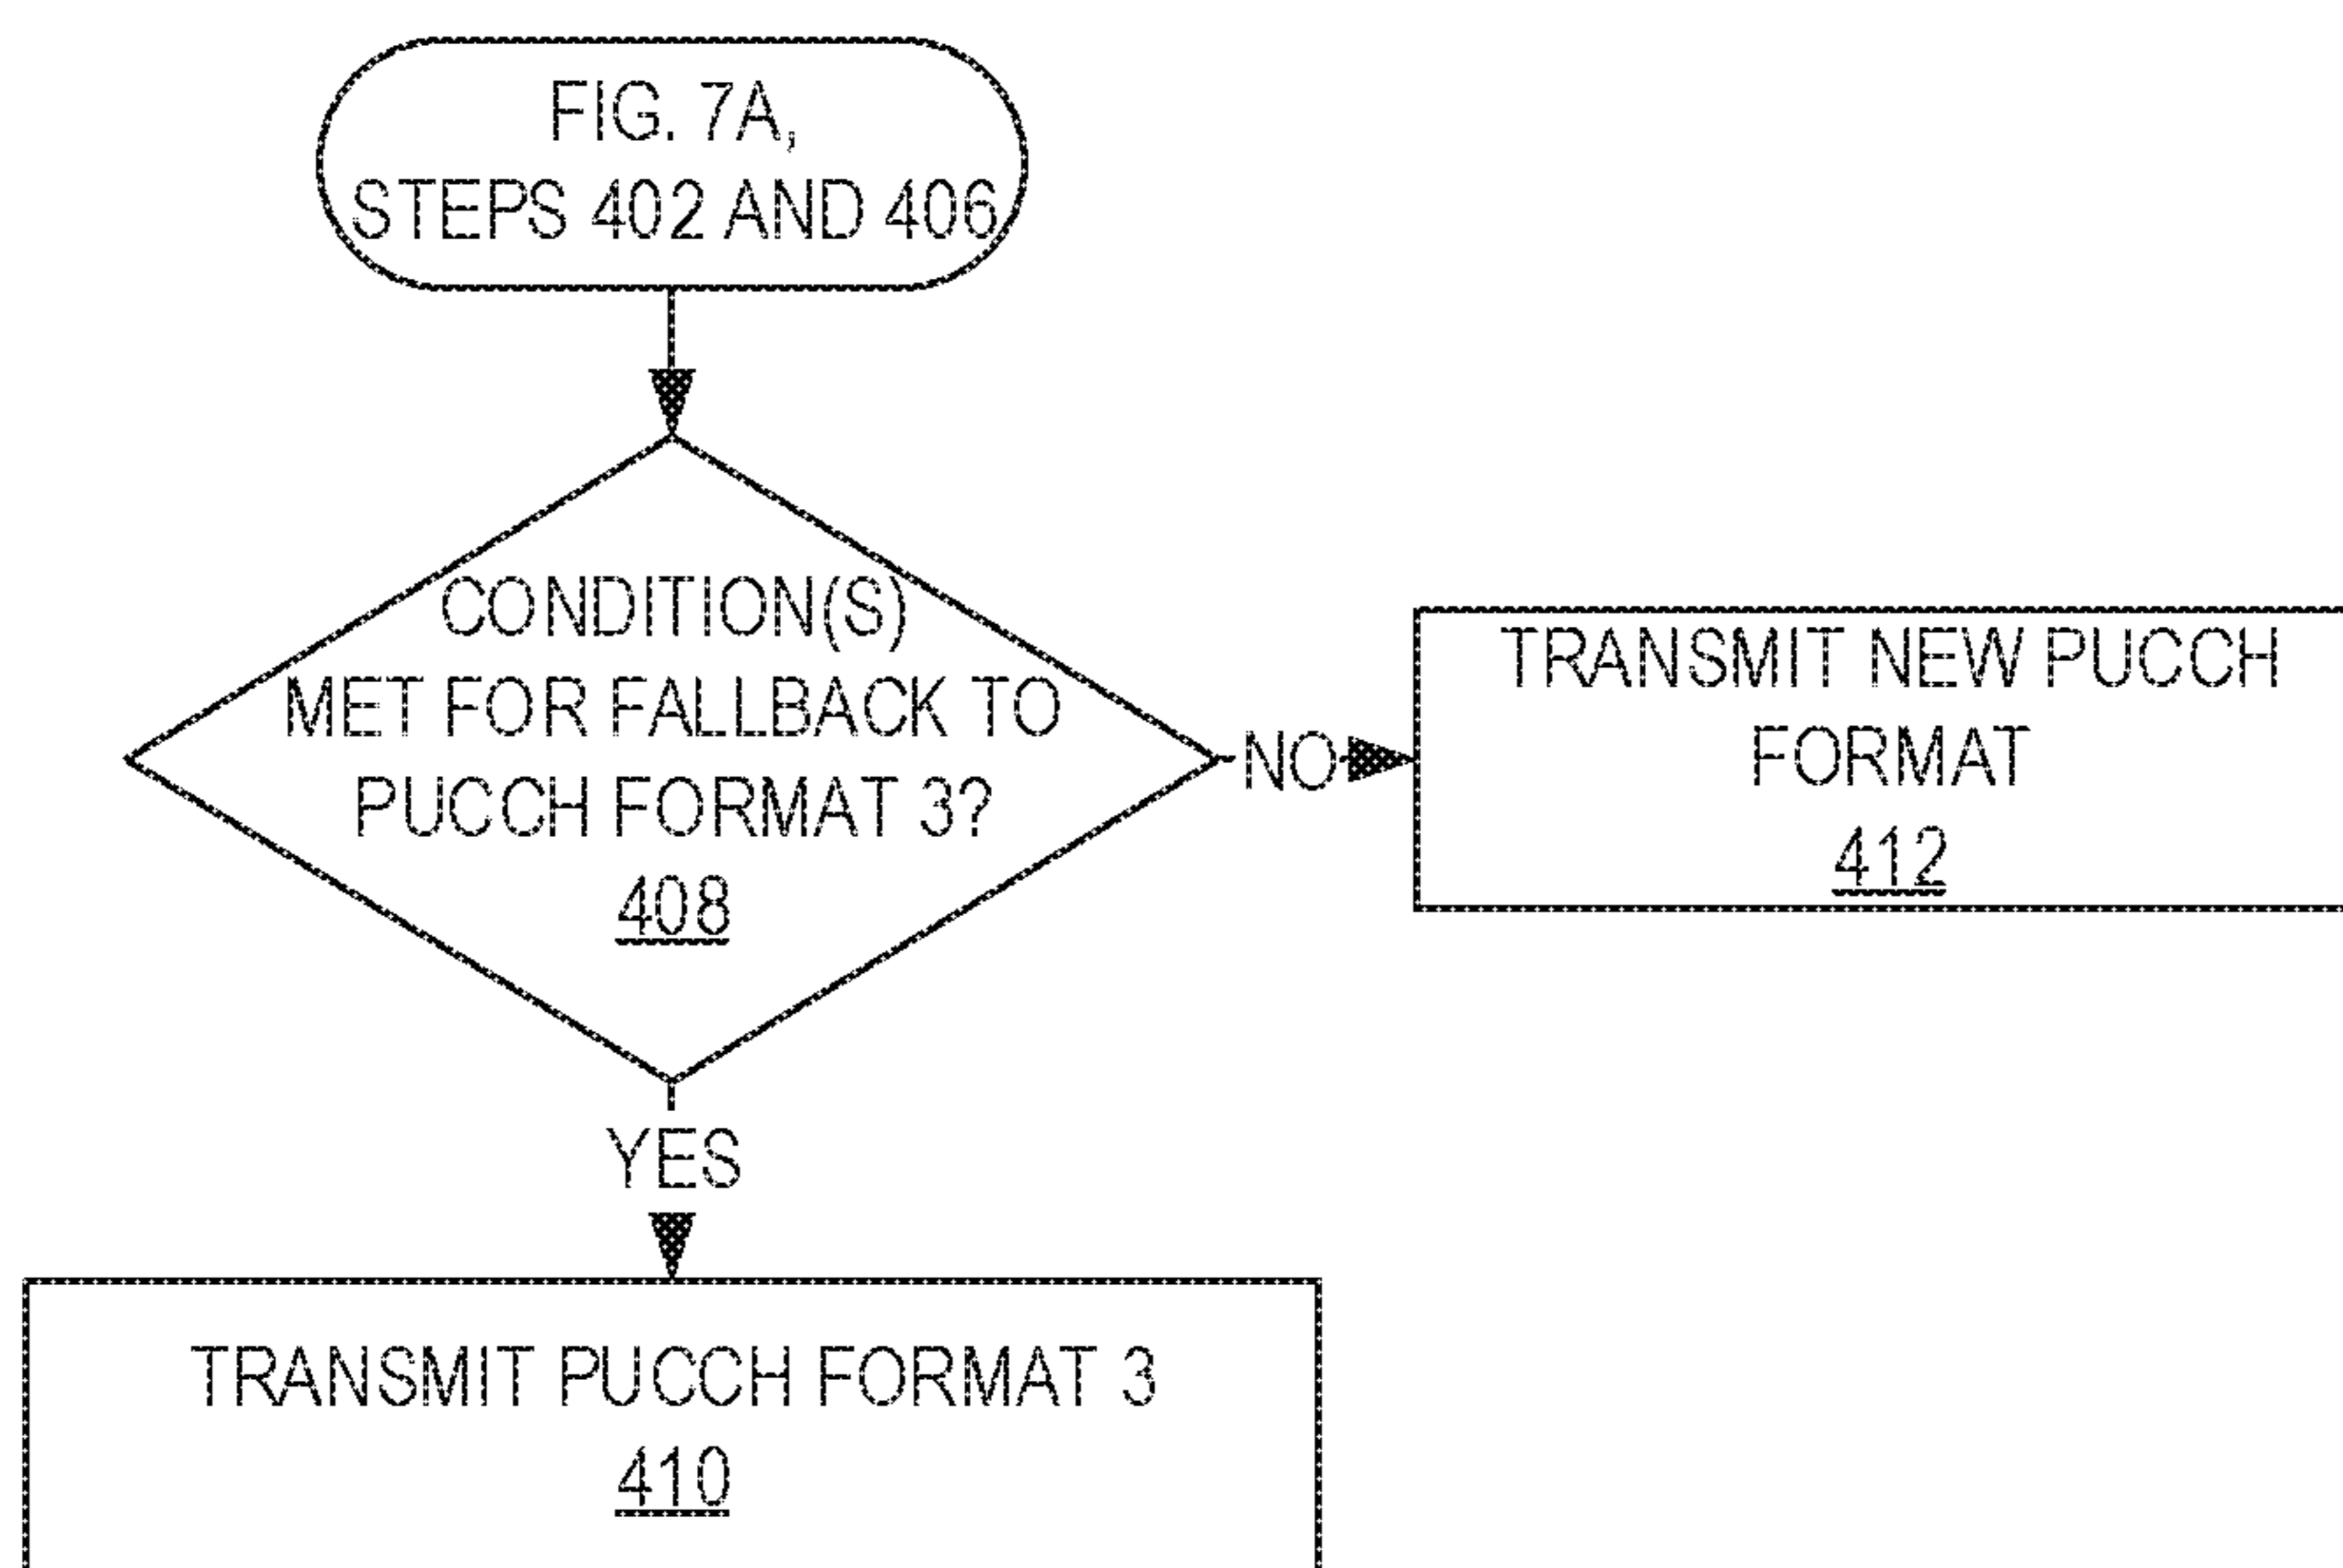 FIG. 7A,
STEPS 402 AND 406
CONDITION(S)
MET FOR FALLBACK TO
PUCCH FORMAT 3?
408
NO
TRANSMIT NEW PUCCH
FORMAT
412
YES
TRANSMIT PUCCH FORMAT 3
410